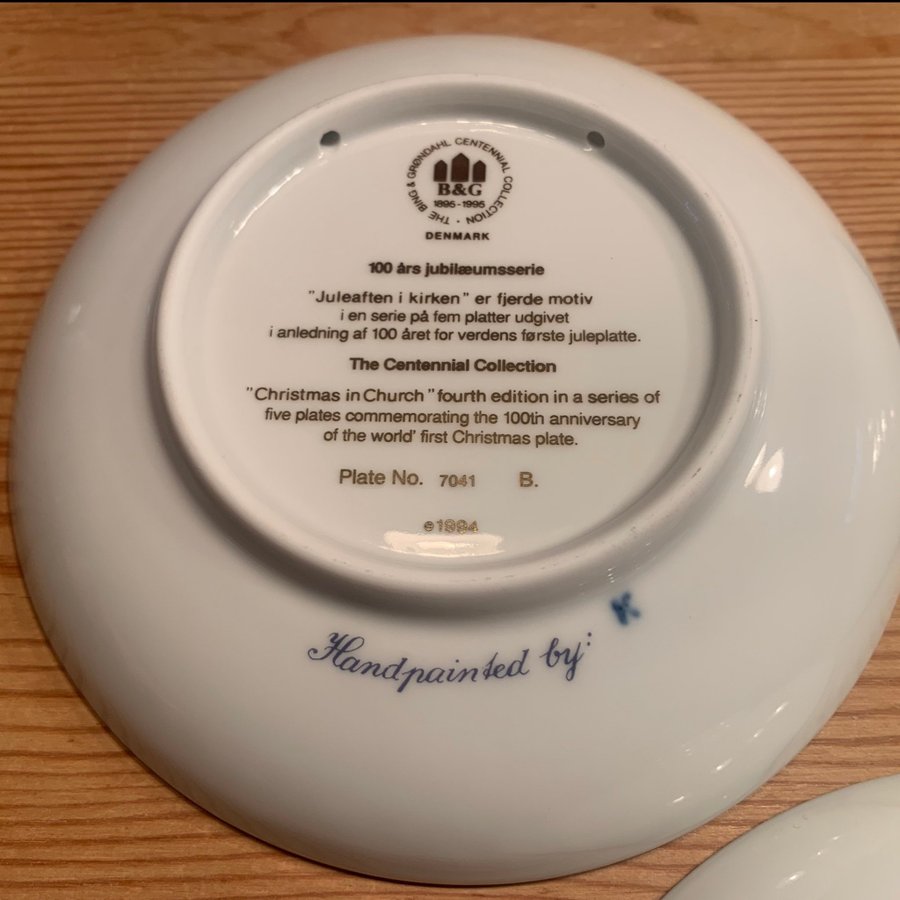 THE BING & GRØNDAHL CENTENNIAL COLLECTION ·
B&G
1895-1995
DENMARK
100 års jubilæumsserie
"Juleaften i kirken" er fjerde motiv
i en serie på fem platter udgivet
i anledning af 100 året for verdens første juleplatte.
The Centennial Collection
"Christmas in Church" fourth edition in a series of
five plates commemorating the 100th anniversary
of the world' first Christmas plate.
Plate No. 7041 B.
©1994
Handpainted by: K